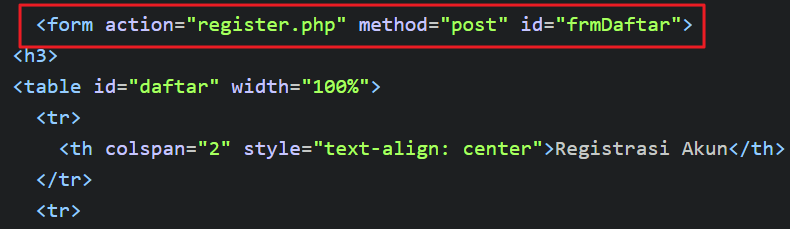 <form action="register.php" method="post" id="frmDaftar">
<h3>
<table id="daftar" width="100%">
<tr>
<th colspan="2" style="text-align: center">Registrasi Akun</th>
</tr>
<tr>